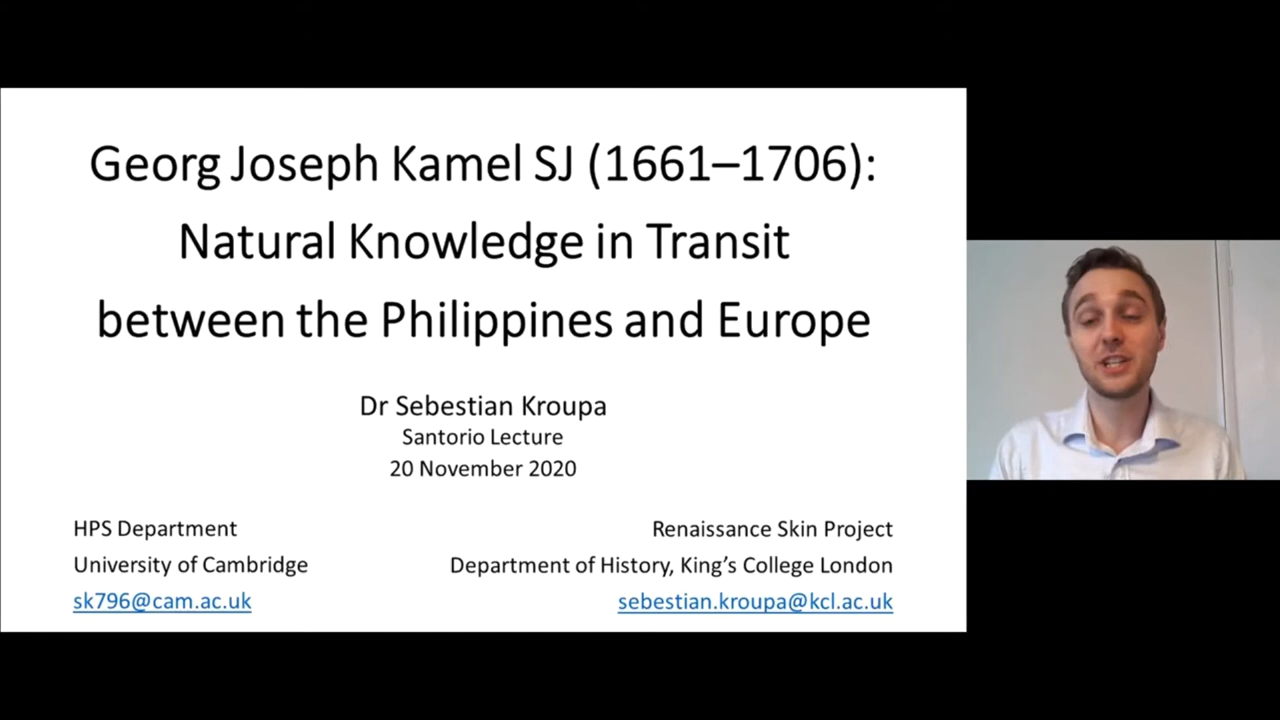 Georg Joseph Kamel SJ (1661–1706):
Natural Knowledge in Transit
between the Philippines and Europe
Dr Sebestian Kroupa
Santorio Lecture
20 November 2020
HPS Department
University of Cambridge
sk796@cam.ac.uk
Renaissance Skin Project
Department of History, King's College London
sebestian.kroupa@kcl.ac.uk